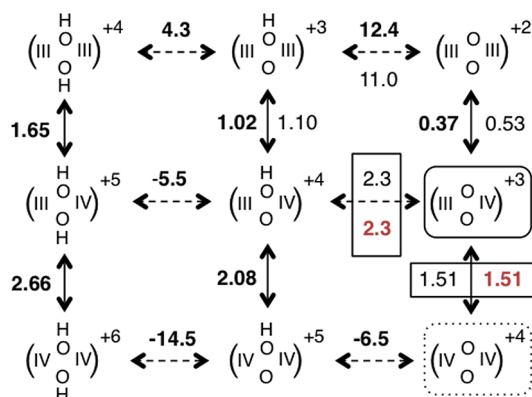 H H
( III O III )+4 4.3 ( III O III )+3 12.4 ( III O III )+2
O O 11.0 O
H
1.65 1.02 1.10 0.37 0.53
H H
( III O IV )+5 -5.5 ( III O IV )+4 2.3 ( III O IV )+3
O O 2.3 O
H
2.66 2.08 1.51 1.51
H H
( IV O IV )+6 -14.5 ( IV O IV )+5 -6.5 ( IV O IV )+4
O O O
H